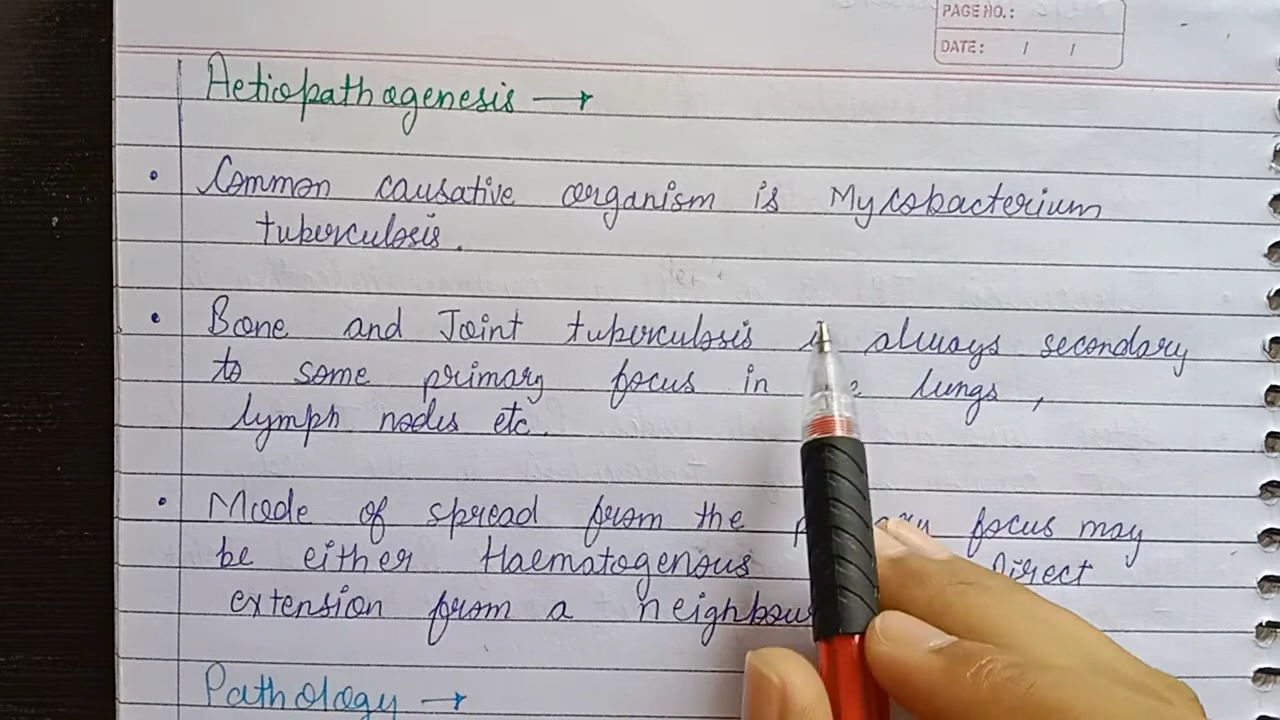 PAGE NO.:
DATE: / /
Aetiopathogenesis →
• Common causative organism is Mycobacterium
tuberculosis.
• Bone and Joint tuberculosis is always secondary
to some primary focus in lungs,
lymph nodes etc.
• Mode of spread from the focus may
be either Haematogenous Direct
extension from a
Pathology →